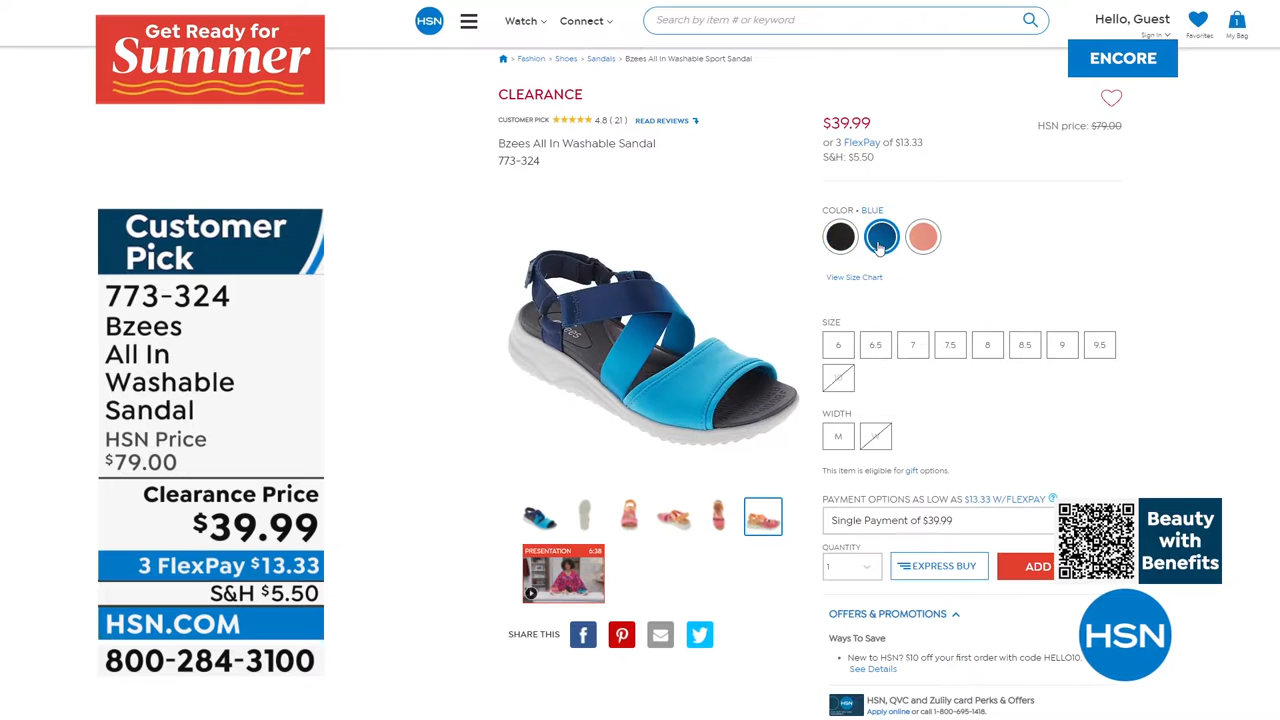 Get Ready for
Summer
HSN
Watch
Connect
Search by item # or keyword
Hello, Guest
Sign In
Favorites
1
My Bag
ENCORE
> Fashion > Shoes > Sandals > Bzees All In Washable Sport Sandal
CLEARANCE
CUSTOMER PICK 4.8 ( 21 ) READ REVIEWS
Bzees All In Washable Sandal
773-324
$39.99
HSN price: $79.00
or 3 FlexPay of $13.33
S&H: $5.50
COLOR • BLUE
View Size Chart
SIZE
6 6.5 7 7.5 8 8.5 9 9.5
10
WIDTH
M W
This item is eligible for gift options.
PAYMENT OPTIONS AS LOW AS $13.33 W/FLEXPAY
Single Payment of $39.99
QUANTITY
1
EXPRESS BUY
ADD
OFFERS & PROMOTIONS
Ways To Save
• New to HSN? $10 off your first order with code HELLO10.
See Details
HSN, QVC and Zulily card Perks & Offers
Apply online or call 1-800-695-1418.
PRESENTATION 6:38
SHARE THIS
Customer
Pick
773-324
Bzees
All In
Washable
Sandal
HSN Price
$79.00
Clearance Price
$39.99
3 FlexPay $13.33
S&H $5.50
HSN.COM
800-284-3100
Beauty
with
Benefits
HSN